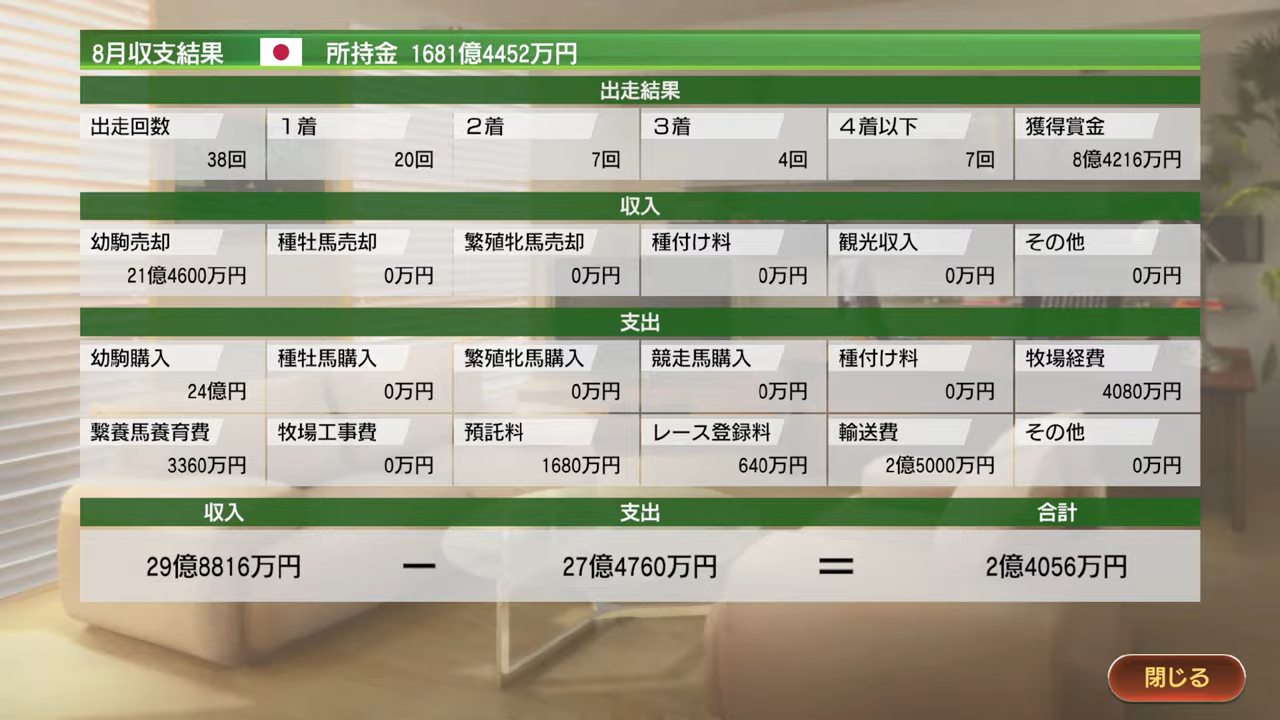 8月収支結果 所持金 1681億4452万円
出走結果
出走回数 1着 2着 3着 4着以下 獲得賞金
38回 20回 7回 4回 7回 8億4216万円
収入
幼駒売却 種牡馬売却 繁殖牝馬売却 種付け料 観光収入 その他
21億4600万円 0万円 0万円 0万円 0万円 0万円
支出
幼駒購入 種牡馬購入 繁殖牝馬購入 競走馬購入 種付け料 牧場経費
24億円 0万円 0万円 0万円 0万円 4080万円
繋養馬養育費 牧場工事費 預託料 レース登録料 輸送費 その他
3360万円 0万円 1680万円 640万円 2億5000万円 0万円
収入 支出 合計
29億8816万円 － 27億4760万円 ＝ 2億4056万円
閉じる